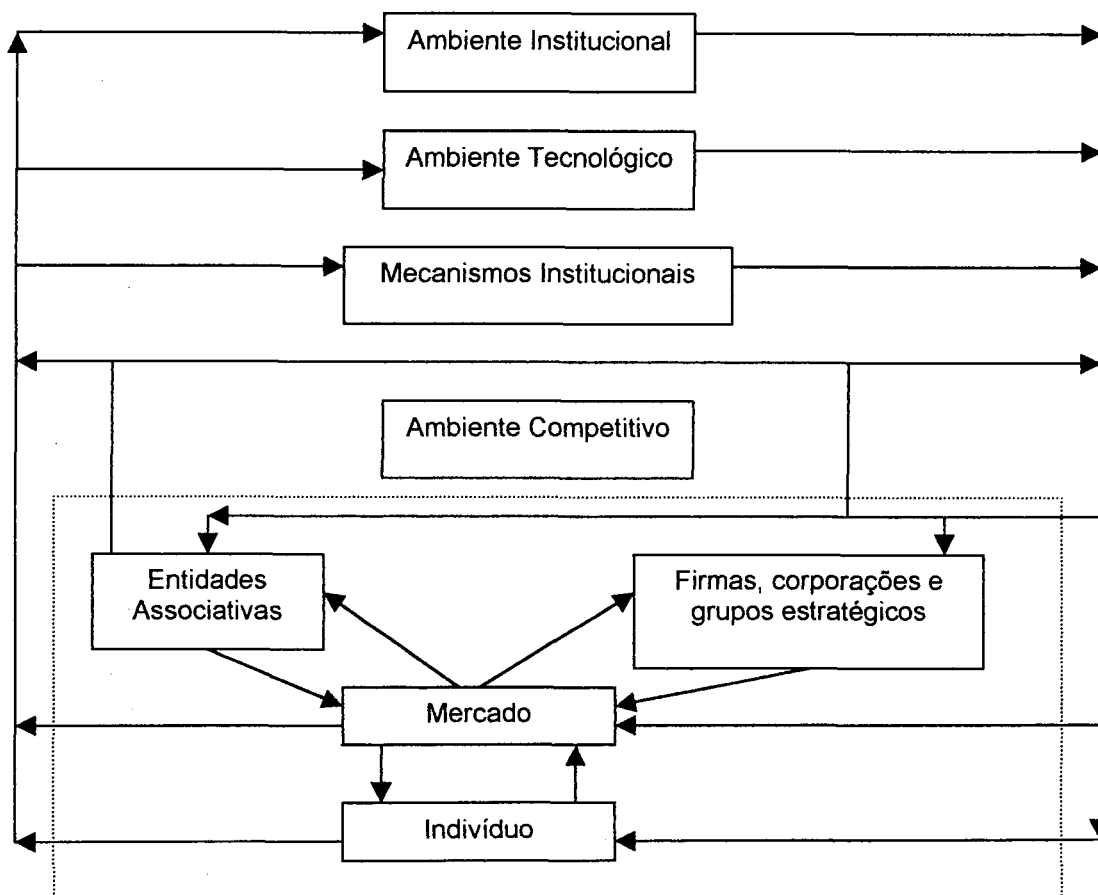 Ambiente Institucional
Ambiente Tecnológico
Mecanismos Institucionais
Ambiente Competitivo
Entidades
Associativas
Firmas, corporações e
grupos estratégicos
Mercado
Indivíduo